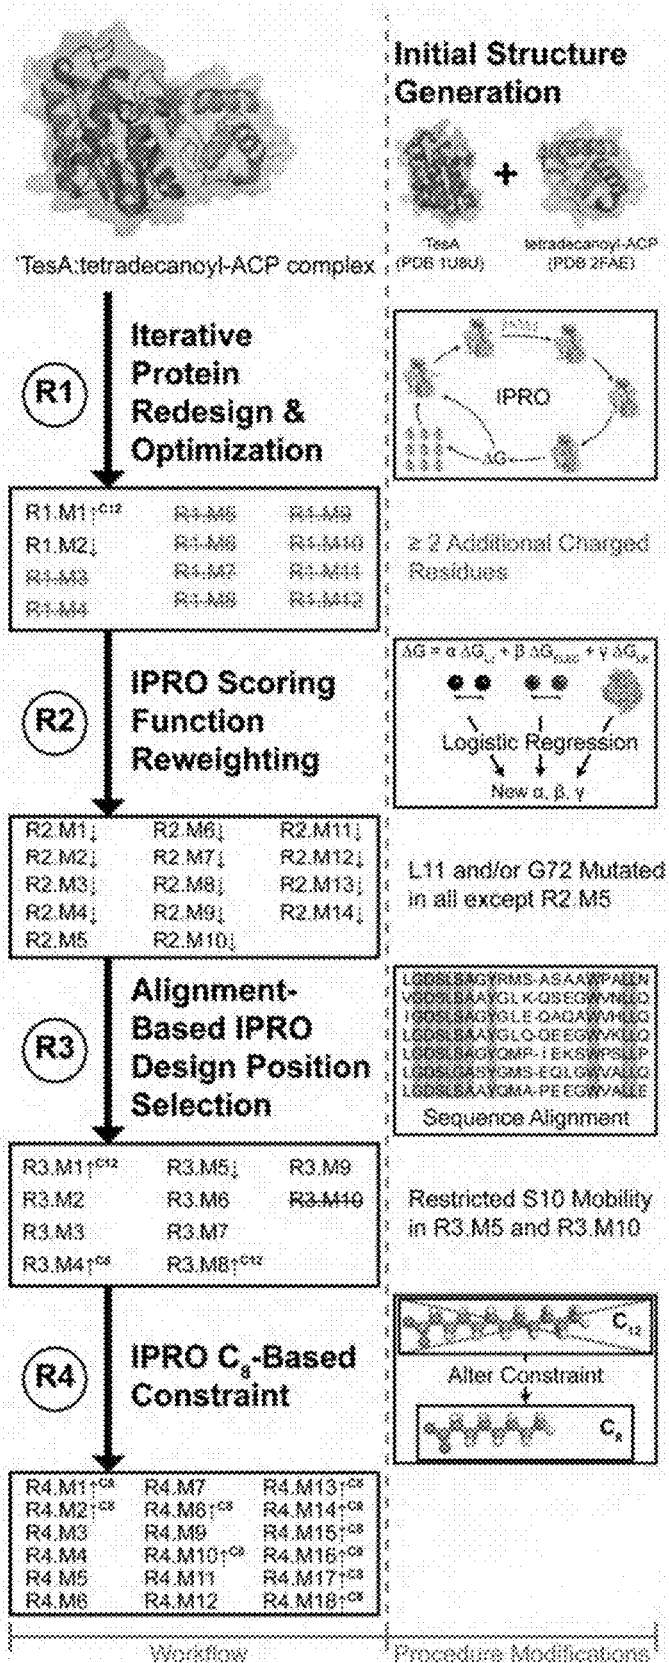 Initial Structure
Generation
+
TesA
(PDB 1U8U)
tetradecanoyl-ACP
(PDB 2FAE)
'TesA:tetradecanoyl-ACP complex
R1
Iterative
Protein
Redesign &
Optimization
IPRO
ΔG
R1.M1↑C12
R1.M2↓
R1.M3
R1.M4
R1.M5
R1.M6
R1.M7
R1.M8
R1.M9
R1.M10
R1.M11
R1.M12
≥ 2 Additional Charged
Residues
R2
IPRO Scoring
Function
Reweighting
Logistic Regression
New α, β, γ
R2.M1↓
R2.M2↓
R2.M3↓
R2.M4↓
R2.M5
R2.M6↓
R2.M7↓
R2.M8↓
R2.M9↓
R2.M10↓
R2.M11↓
R2.M12↓
R2.M13↓
R2.M14↓
L11 and/or G72 Mutated
in all except R2.M5
R3
Alignment-
Based IPRO
Design Position
Selection
Sequence Alignment
R3.M1↑C12
R3.M2
R3.M3
R3.M4↑C8
R3.M5↓
R3.M6
R3.M7
R3.M8↑C12
R3.M9
R3.M10
Restricted S10 Mobility
in R3.M5 and R3.M10
R4
IPRO C8-Based
Constraint
C12
Alter Constraint
C8
R4.M1↑C8
R4.M2↑C8
R4.M3
R4.M4
R4.M5
R4.M6
R4.M7
R4.M9
R4.M10↑C8
R4.M11
R4.M12
R4.M13↑C8
R4.M14↑C8
R4.M15↑C8
R4.M16↑C8
R4.M17↑C8
R4.M18↑C8
Workflow
Procedure Modifications